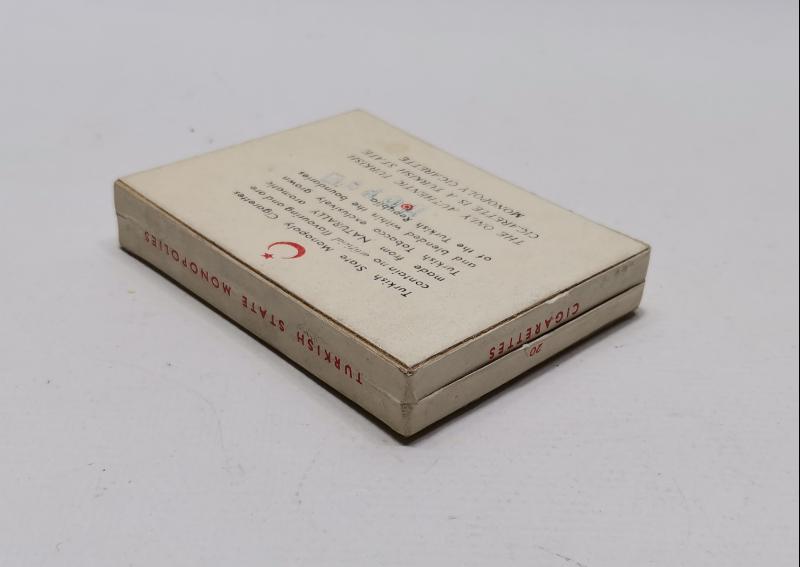 Turkish State Monopoly Cigarettes
contain no artificial flavouring and are
made from NATURALLY aromatic
Turkish Tobacco exclusively grown
and blended within the boundaries
of the Turkish Republic
THE ONLY AUTHENTIC TURKISH
CIGARETTE IS A TURKISH STATE
MONOPOLY CIGARETTE
TURKISH STATE MONOPOLIES
20 CIGARETTES